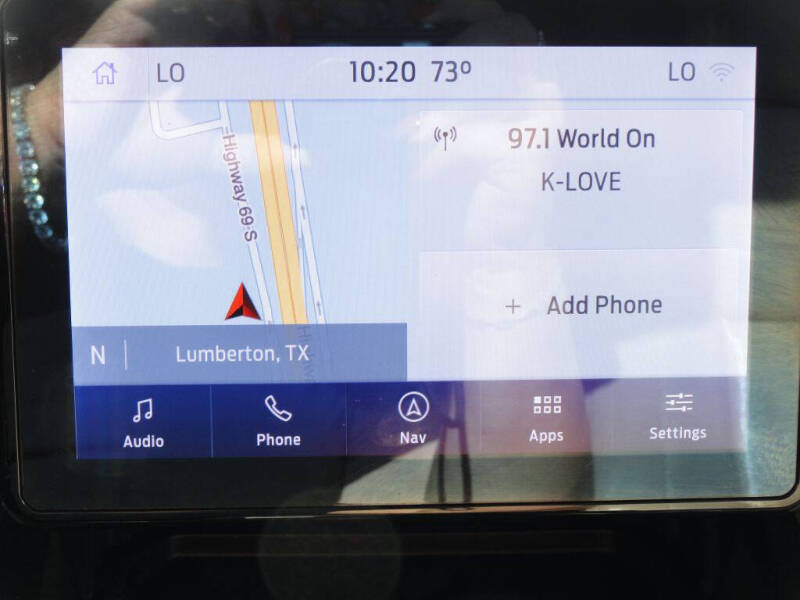 LO 10:20 73º LO
97.1 World On
K-LOVE
Highway 69 S
+ Add Phone
N Lumberton, TX
Audio Phone Nav Apps Settings